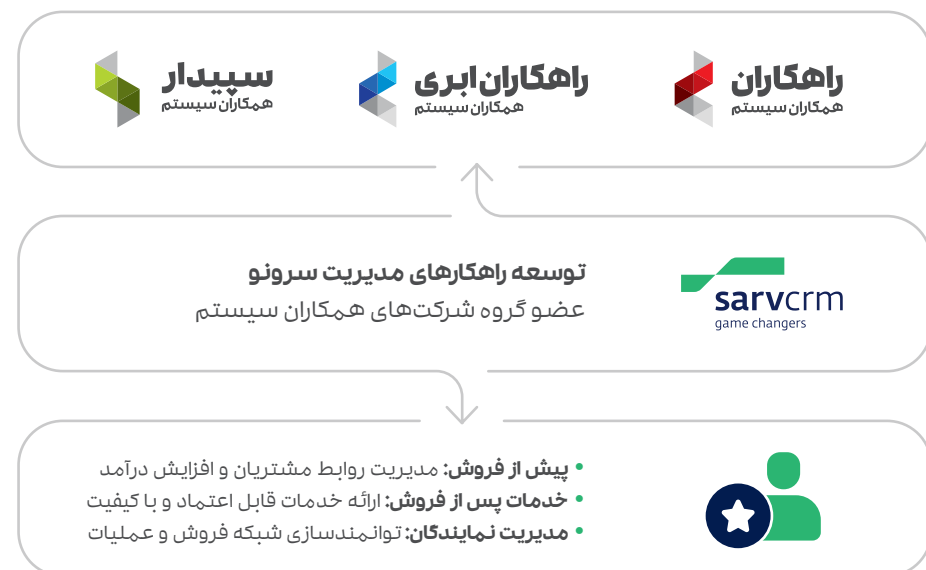 راهکاران
همکاران سیستم
راهکاران ابری
همکاران سیستم
سپیدار
همکاران سیستم
sarvcrm
game changers
توسعه راهکارهای مدیریت سرونو
عضو گروه شرکت‌های همکاران سیستم
• پیش از فروش: مدیریت روابط مشتریان و افزایش درآمد
• خدمات پس از فروش: ارائه خدمات قابل اعتماد و با کیفیت
• مدیریت نمایندگان: توانمندسازی شبکه فروش و عملیات